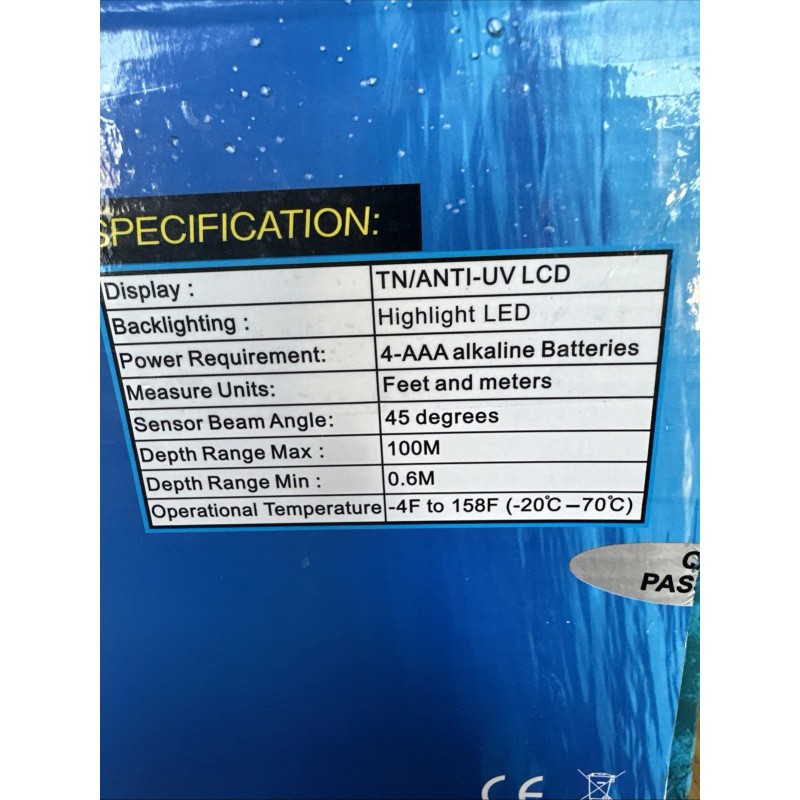 SPECIFICATION:
Display : TN/ANTI-UV LCD
Backlighting : Highlight LED
Power Requirement: 4-AAA alkaline Batteries
Measure Units: Feet and meters
Sensor Beam Angle: 45 degrees
Depth Range Max : 100M
Depth Range Min : 0.6M
Operational Temperature -4F to 158F (-20℃–70℃)
PAS
CE